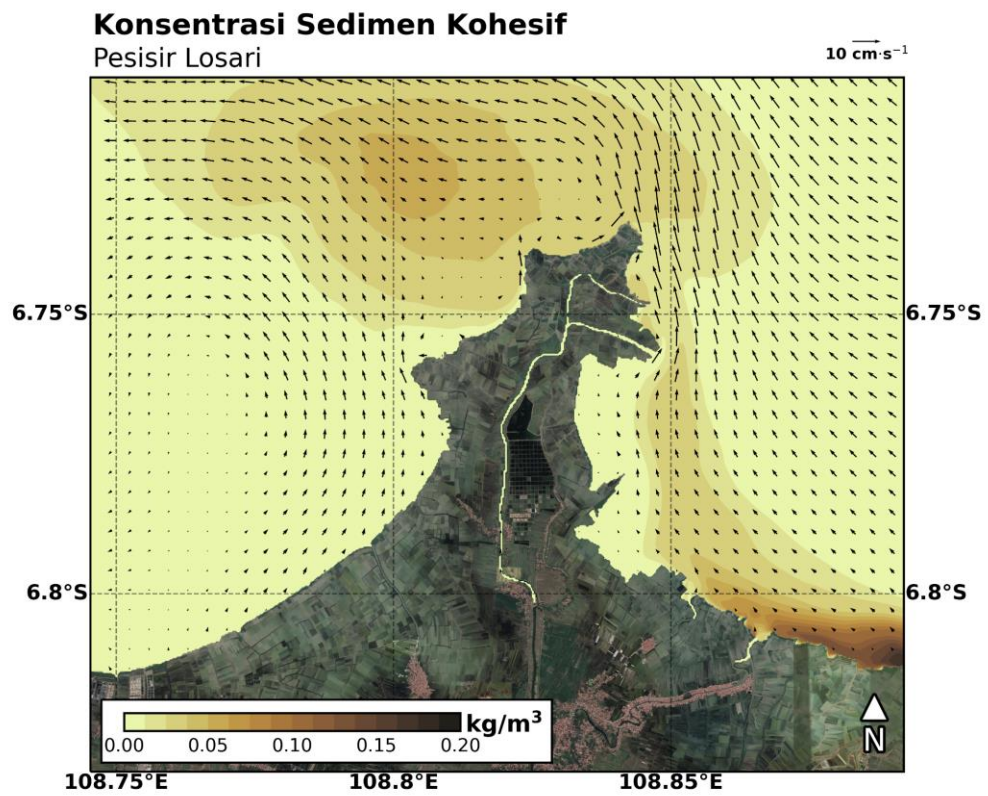 Konsentrasi Sedimen Kohesif
Pesisir Losari
10 cm·s⁻¹
6.75°S
6.75°S
6.8°S
6.8°S
kg/m³
0.00 0.05 0.10 0.15 0.20
N
108.75°E 108.8°E 108.85°E